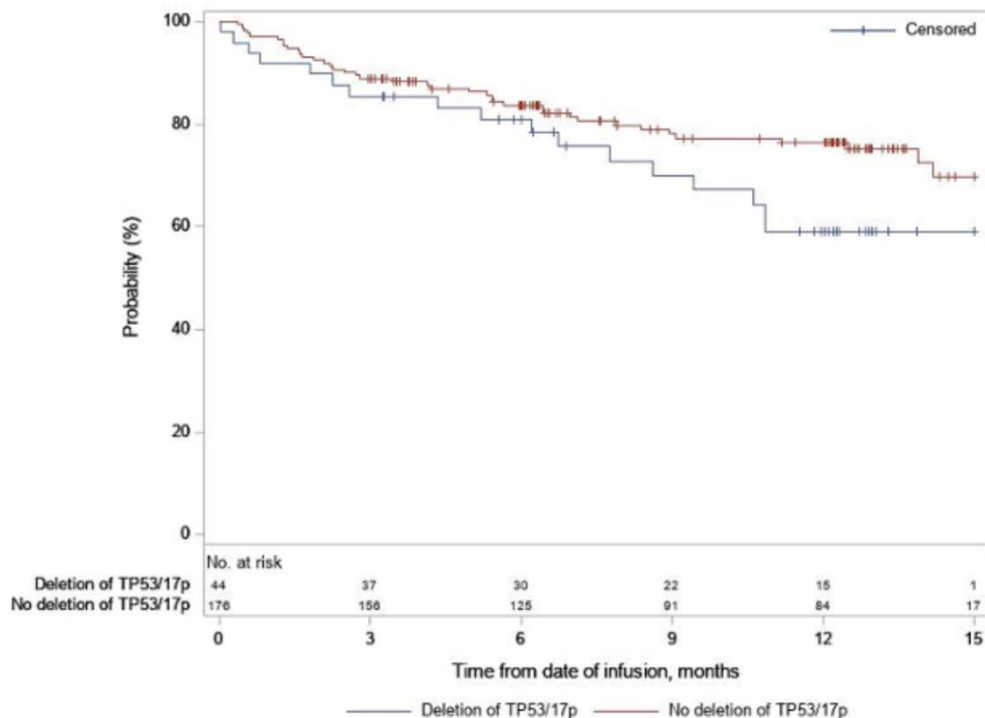 100
Censored
80
60
40
20
0
Probability (%)
No. at risk
Deletion of TP53/17p 44 37 30 22 15 1
No deletion of TP53/17p 176 156 125 91 84 17
0 3 6 9 12 15
Time from date of infusion, months
Deletion of TP53/17p No deletion of TP53/17p